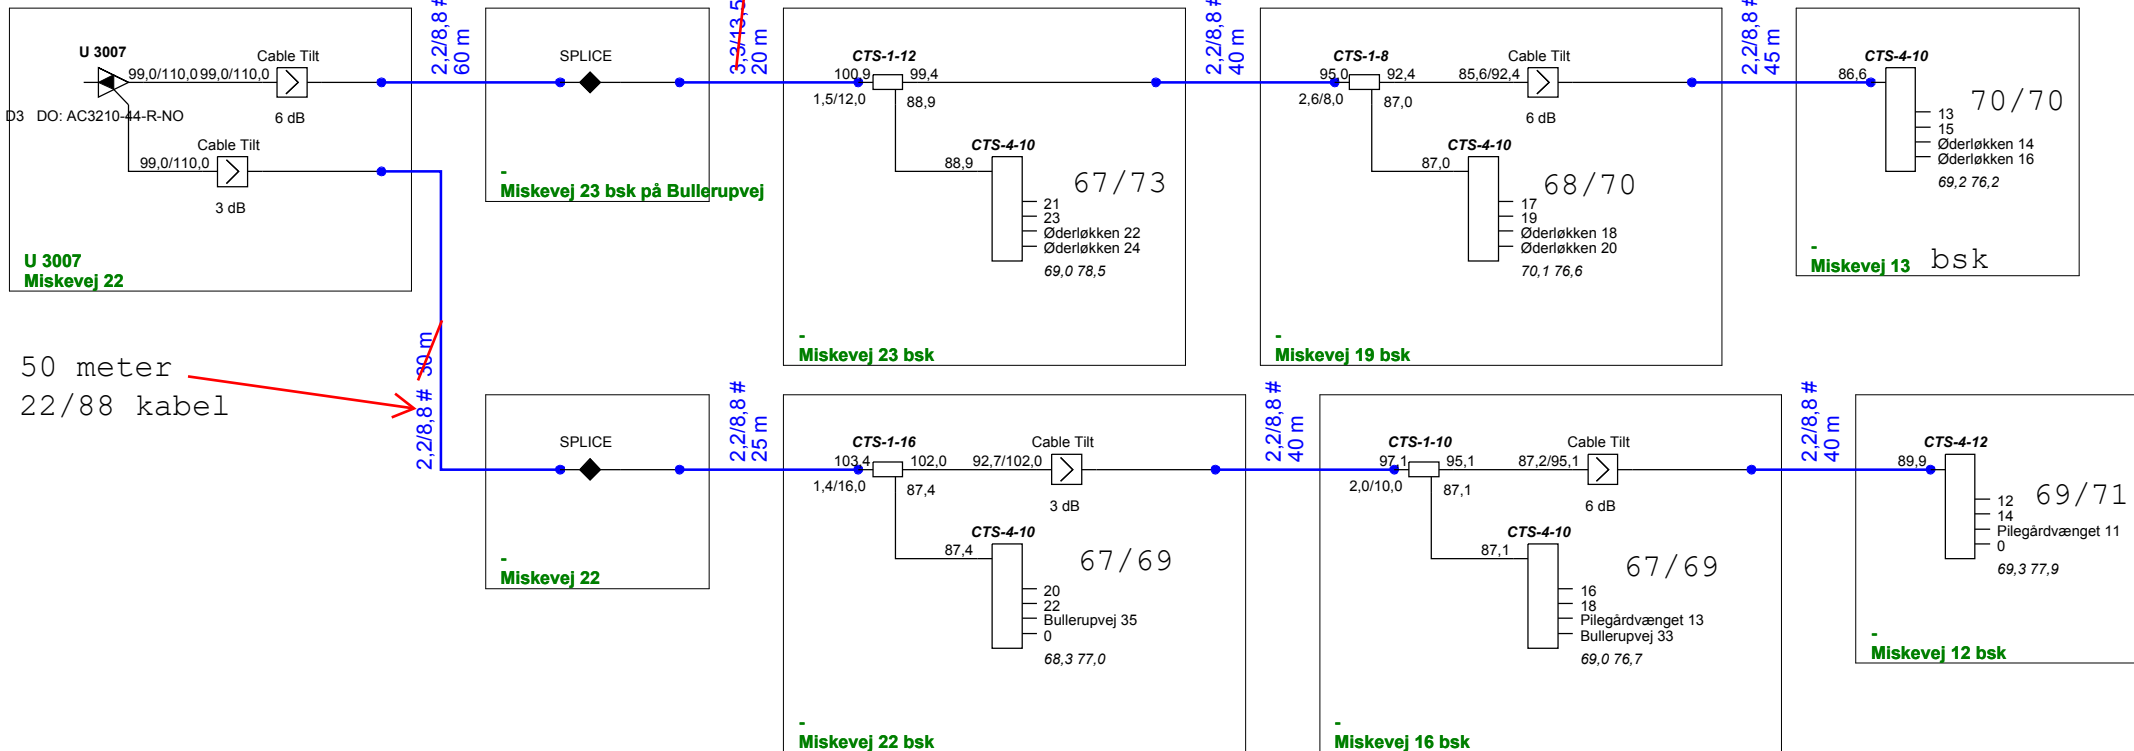 U 3007
99,0/110,0
99,0/110,0
Cable Tilt
6 dB
D3 DO: AC3210-44-R-NO
99,0/110,0
Cable Tilt
3 dB
U 3007
Miskevej 22
2,2/8,8 #
60 m
SPLICE
-
Miskevej 23 bsk på Bullerupvej
3,3/13,5
20 m
CTS-1-12
100,9
99,4
1,5/12,0
88,9
CTS-4-10
88,9
67/73
21
23
Øderløkken 22
Øderløkken 24
69,0 78,5
-
Miskevej 23 bsk
2,2/8,8 #
40 m
CTS-1-8
95,0
92,4
2,6/8,0
87,0
85,6/92,4
Cable Tilt
6 dB
CTS-4-10
87,0
68/70
17
19
Øderløkken 18
Øderløkken 20
70,1 76,6
-
Miskevej 19 bsk
2,2/8,8 #
45 m
CTS-4-10
86,6
70/70
13
15
Øderløkken 14
Øderløkken 16
69,2 76,2
-
Miskevej 13 bsk
50 meter
22/88 kabel
2,2/8,8 # 30 m
SPLICE
-
Miskevej 22
2,2/8,8 #
25 m
CTS-1-16
103,4
102,0
1,4/16,0
87,4
92,7/102,0
Cable Tilt
3 dB
CTS-4-10
87,4
67/69
20
22
Bullerupvej 35
0
68,3 77,0
-
Miskevej 22 bsk
2,2/8,8 #
40 m
CTS-1-10
97,1
95,1
2,0/10,0
87,1
87,2/95,1
Cable Tilt
6 dB
CTS-4-10
87,1
67/69
16
18
Pilegårdvænget 13
Bullerupvej 33
69,0 76,7
-
Miskevej 16 bsk
2,2/8,8 #
40 m
CTS-4-12
89,9
69/71
12
14
Pilegårdvænget 11
0
69,3 77,9
-
Miskevej 12 bsk